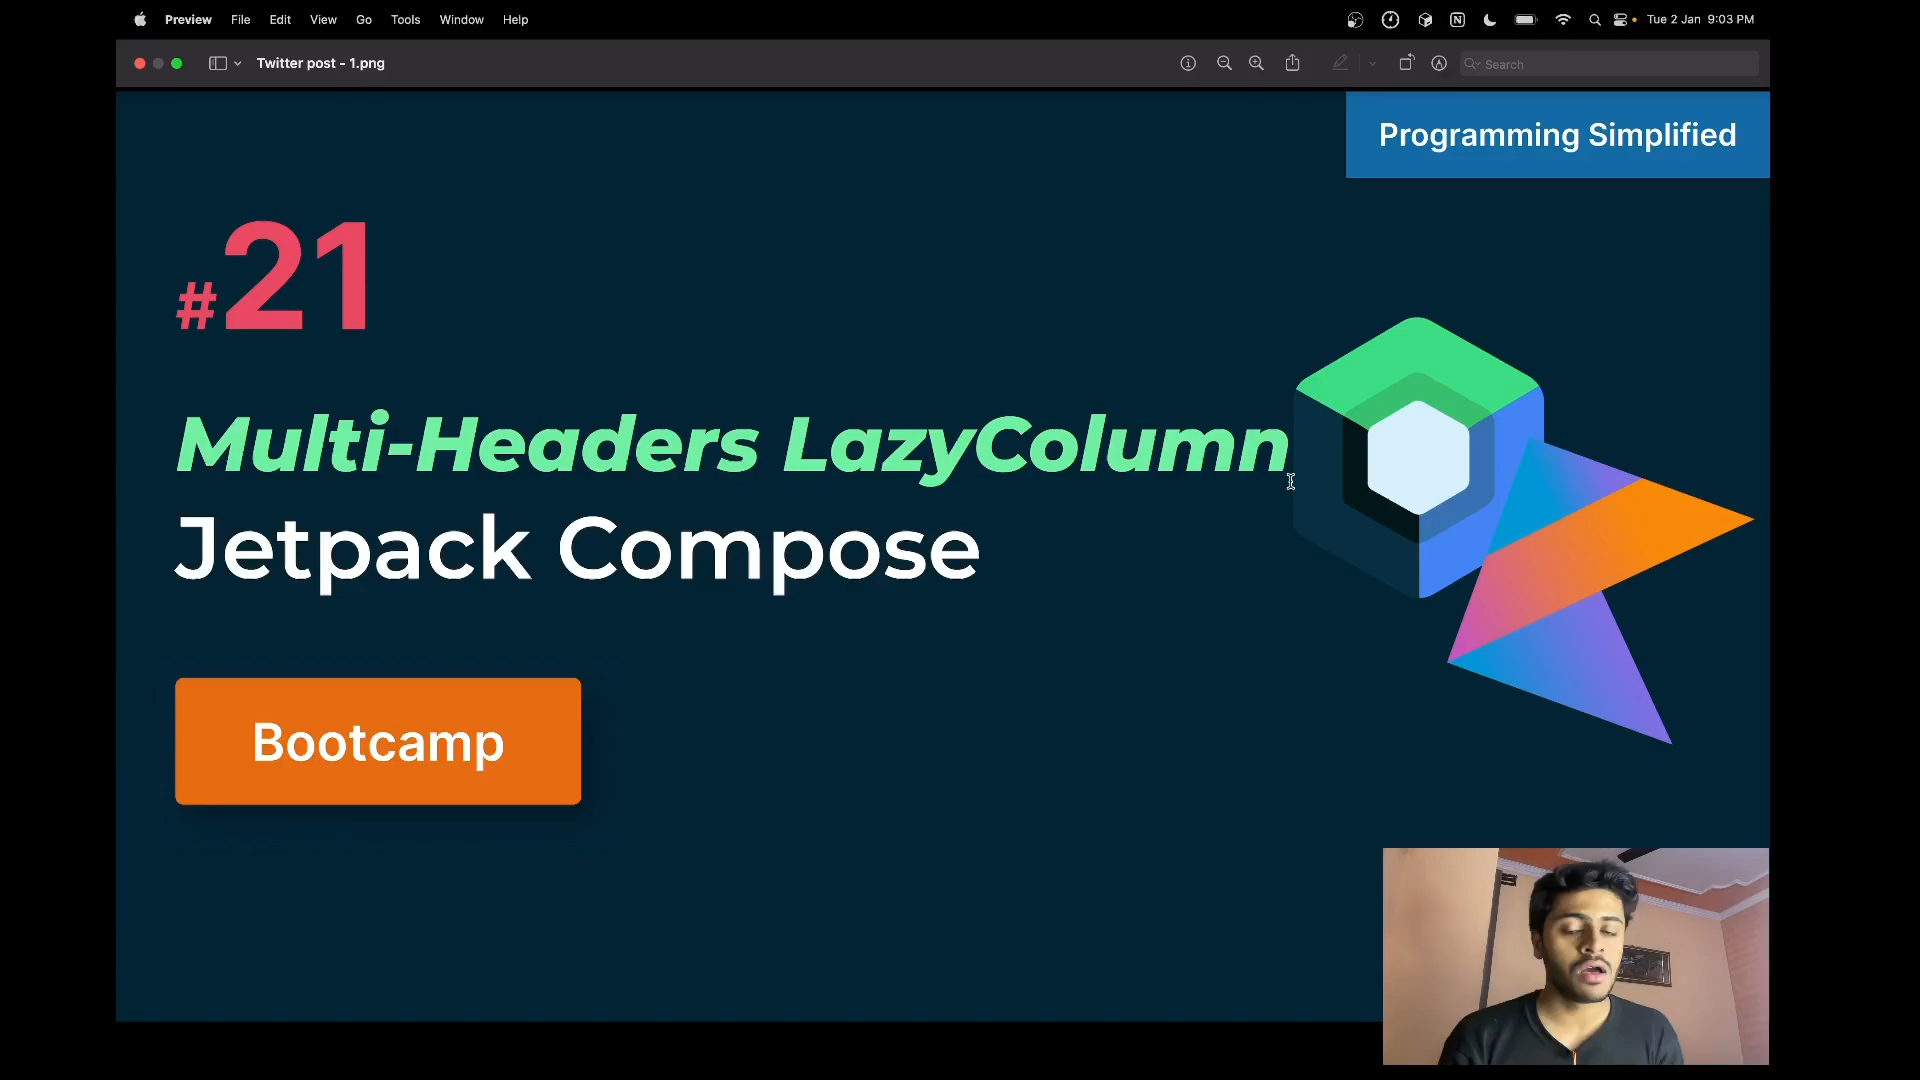 Preview File Edit View Go Tools Window Help Tue 2 Jan 9:03 PM
Twitter post - 1.png Search
Programming Simplified
#21
Multi-Headers LazyColumn
Jetpack Compose
Bootcamp